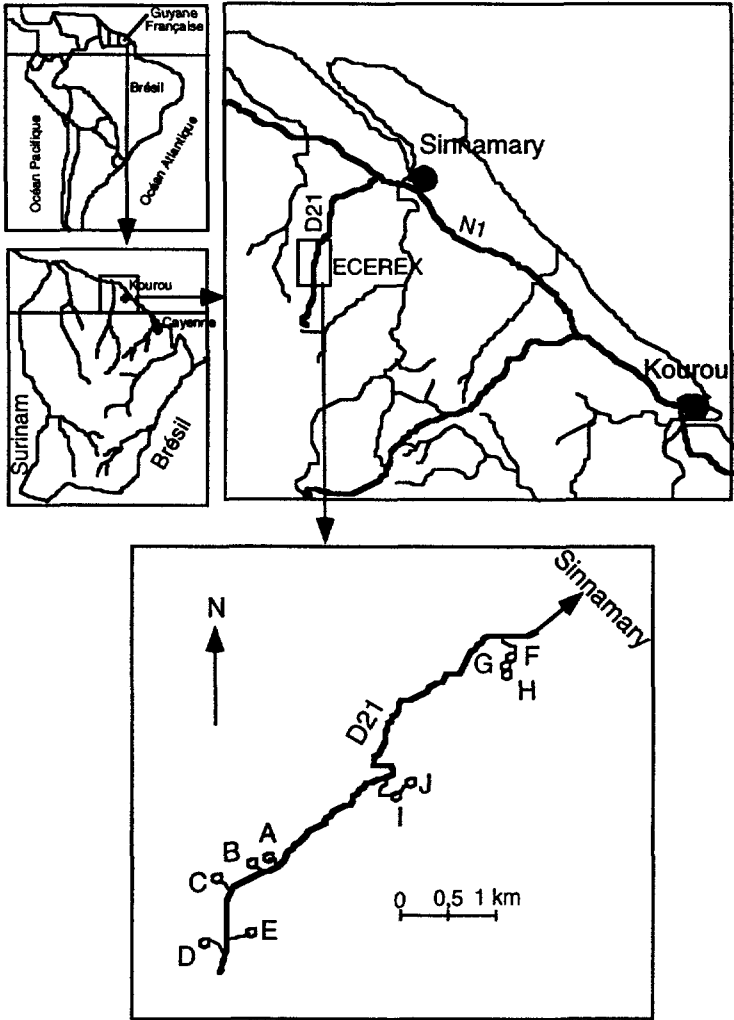 Guyane
Française
Brésil
Océan Pacifique
Océan Atlantique
Kourou
Cayenne
Surinam
Brésil
Sinnamary
D21
N1
ECEREX
Kourou
Sinnamary
N
F
G
H
D21
J
I
A
B
C
E
D
0 0,5 1 km